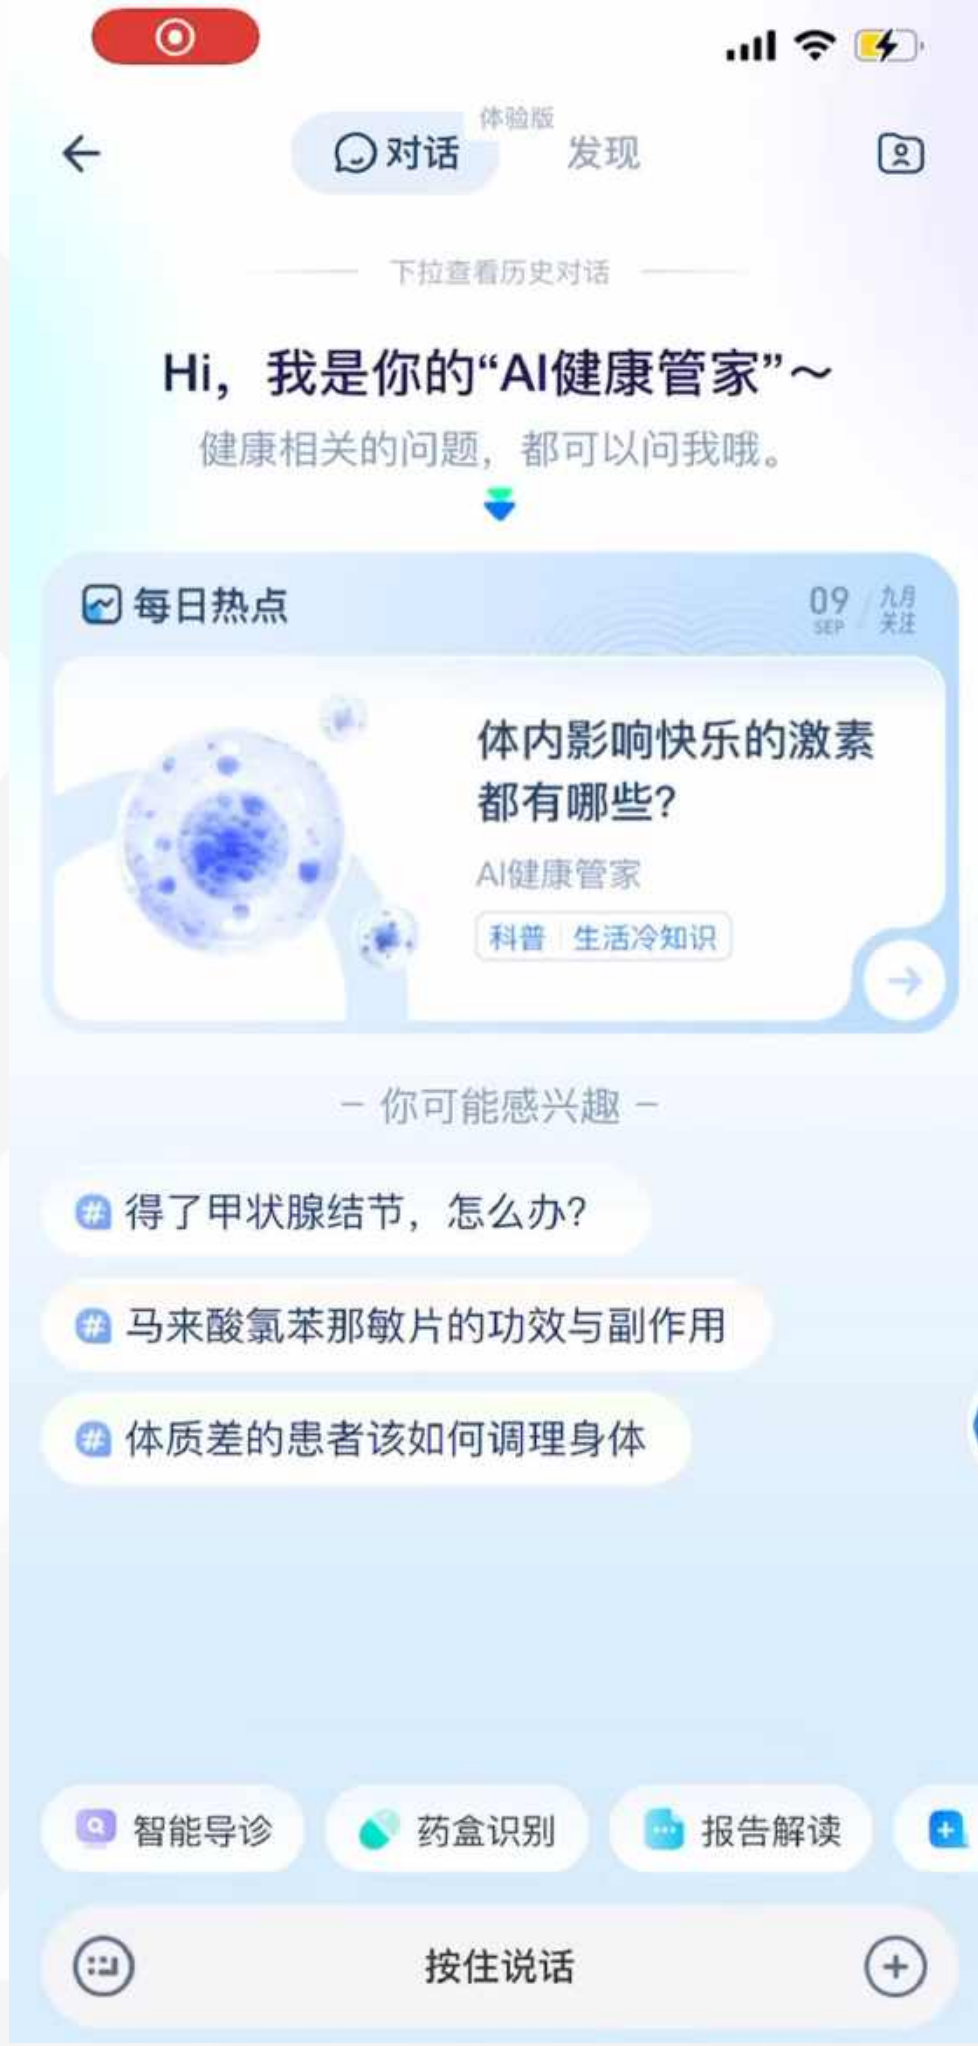 体验版
对话
发现
下拉查看历史对话
Hi，我是你的“AI健康管家”～
健康相关的问题，都可以问我哦。
每日热点
09
SEP
九月
关注
体内影响快乐的激素
都有哪些?
AI健康管家
科普
生活冷知识
- 你可能感兴趣 -
# 得了甲状腺结节，怎么办?
# 马来酸氯苯那敏片的功效与副作用
# 体质差的患者该如何调理身体
智能导诊
药盒识别
报告解读
按住说话